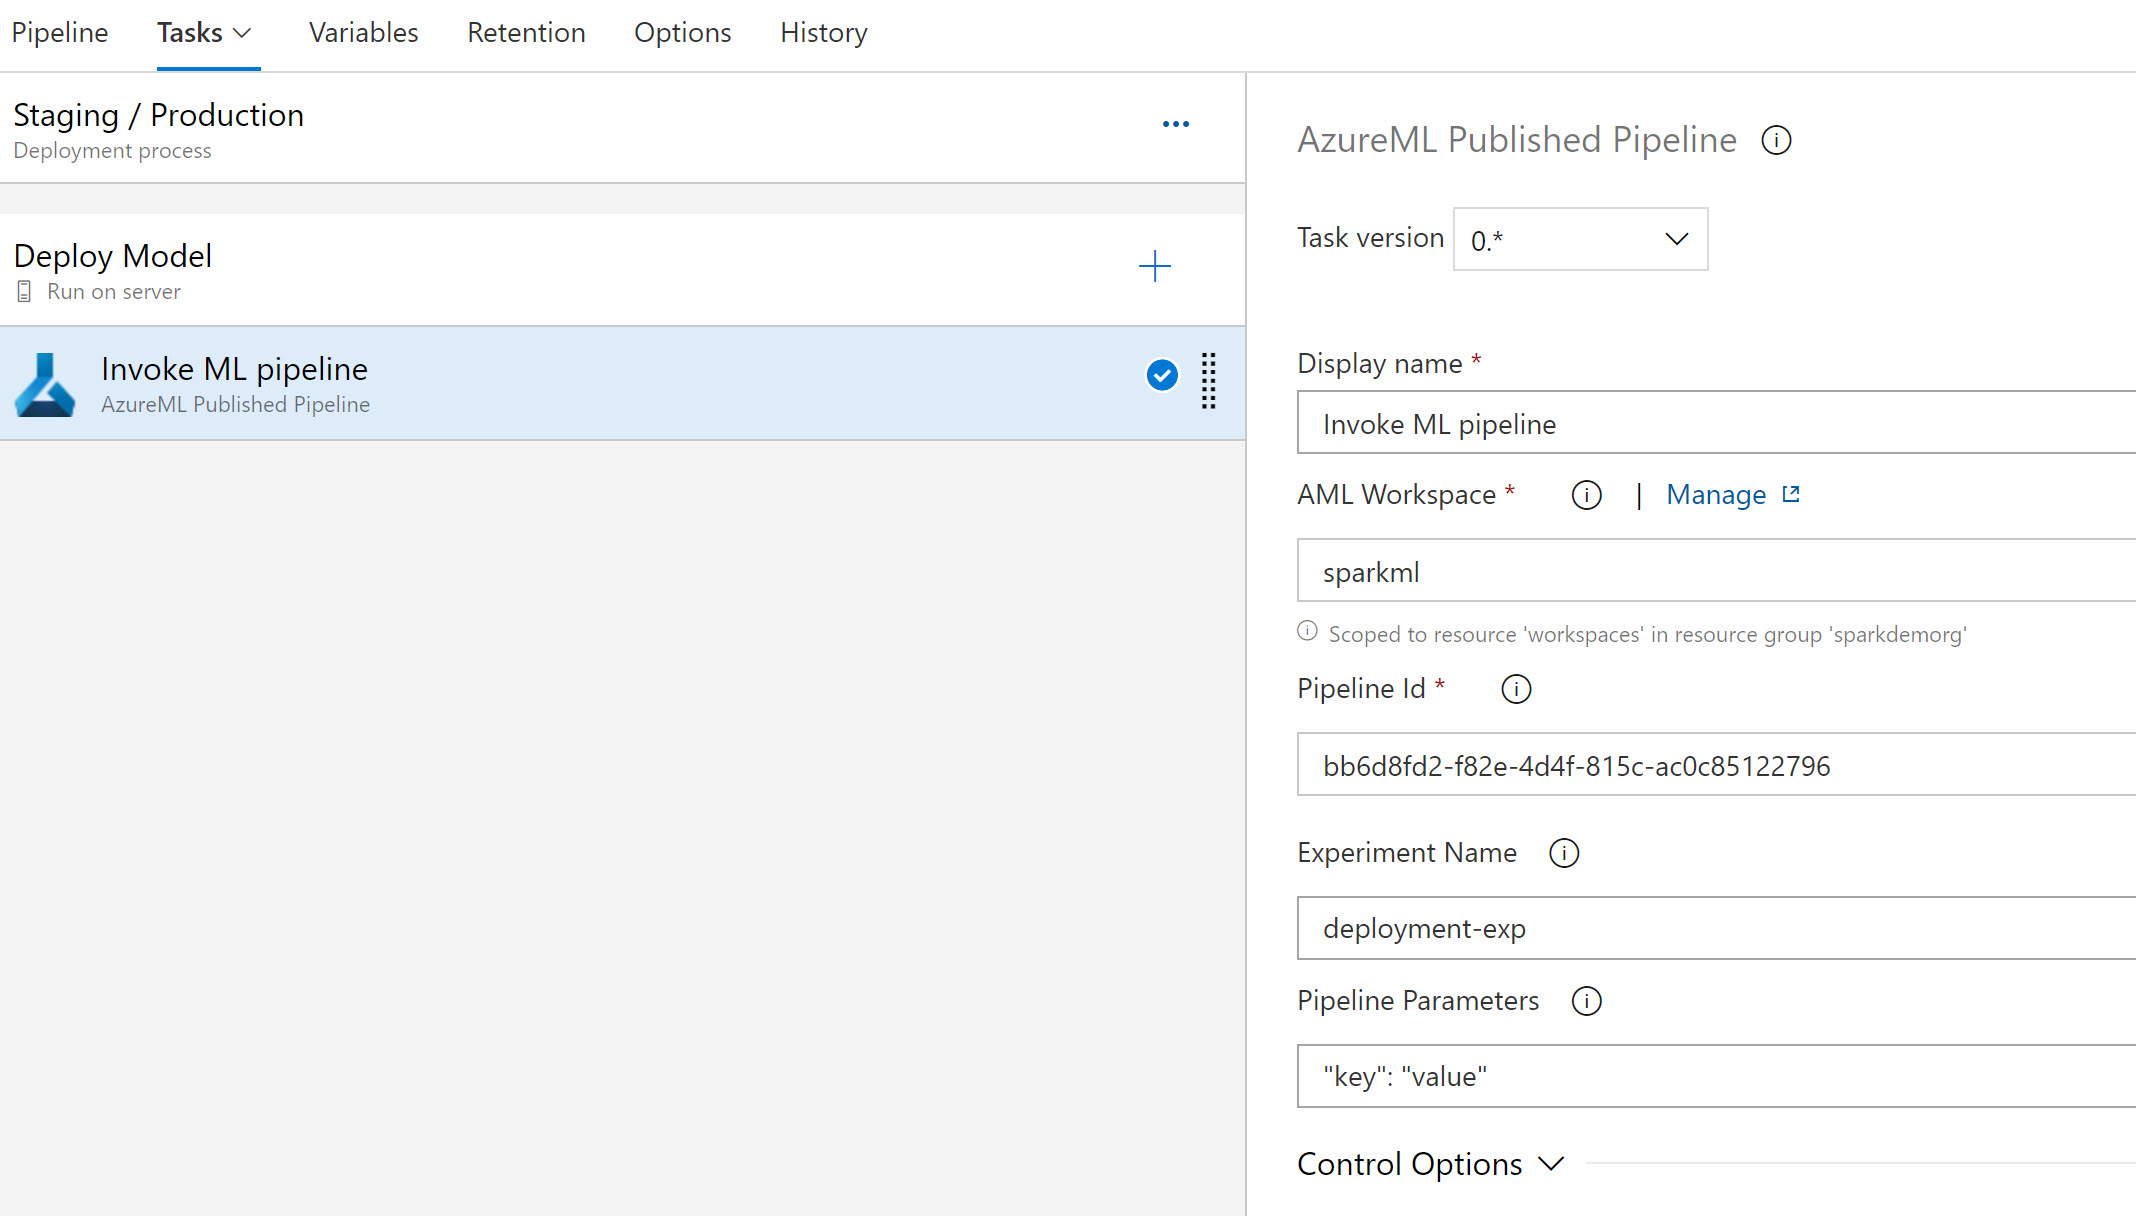 Pipeline Tasks Variables Retention Options History
Staging / Production
Deployment process
Deploy Model
Run on server
Invoke ML pipeline
AzureML Published Pipeline
AzureML Published Pipeline
Task version 0.*
Display name *
Invoke ML pipeline
AML Workspace * | Manage
sparkml
Scoped to resource 'workspaces' in resource group 'sparkdemorg'
Pipeline Id *
bb6d8fd2-f82e-4d4f-815c-ac0c85122796
Experiment Name
deployment-exp
Pipeline Parameters
"key": "value"
Control Options